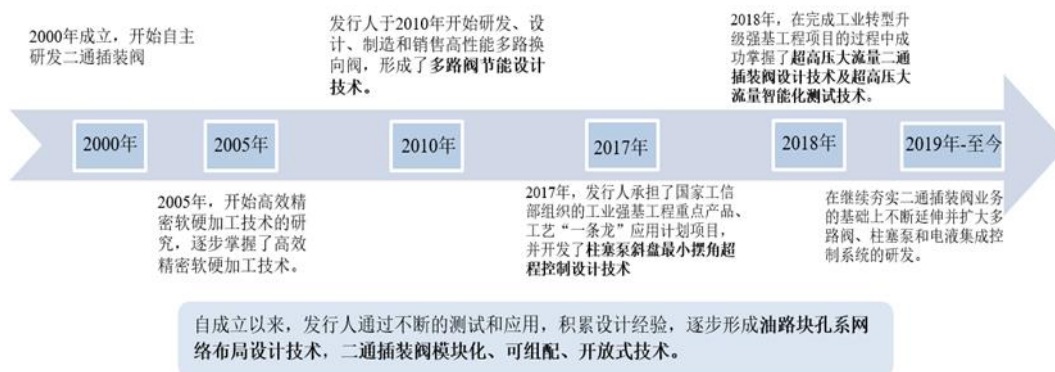 2000年成立，开始自主
研发二通插装阀
发行人于2010年开始研发、设
计、制造和销售高性能多路换
向阀，形成了多路阀节能设计
技术。
2018年，在完成工业转型升
级强基工程项目的过程中成
功掌握了超高压大流量二通
插装阀设计技术及超高压大
流量智能化测试技术。
2000年
2005年
2010年
2017年
2018年
2019年-至今
2005年，开始高效精
密软硬加工技术的研
究，逐步掌握了高效
精密软硬加工技术。
2017年，发行人承担了国家工信
部组织的工业强基工程重点产品、
工艺“一条龙”应用计划项目，
并开发了柱塞泵斜盘最小摆角超
程控制设计技术
在继续夯实二通插装阀业务
的基础上不断延伸并扩大多
路阀、柱塞泵和电液集成控
制系统的研发。
自成立以来，发行人通过不断的测试和应用，积累设计经验，逐步形成油路块孔系网
络布局设计技术，二通插装阀模块化、可组配、开放式技术。